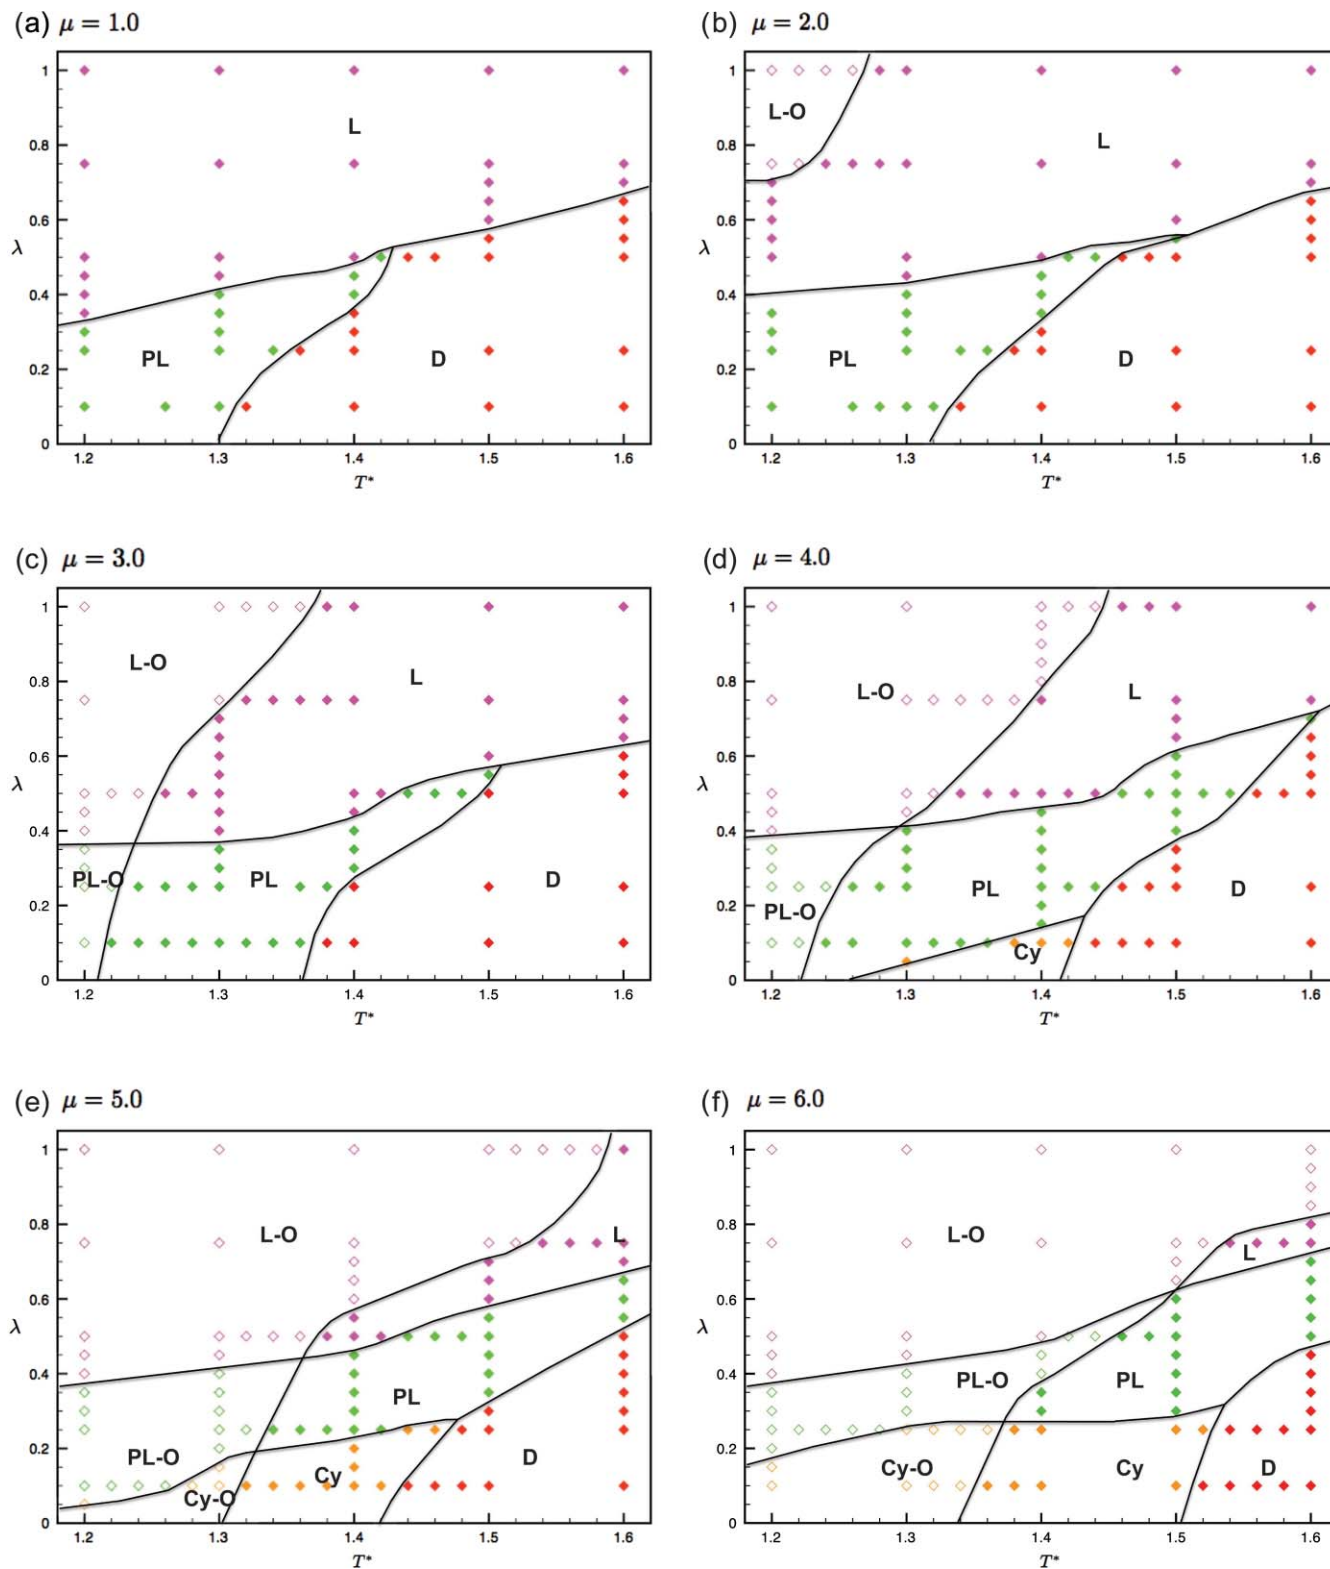 (a) μ = 1.0
1
0.8
0.6
λ
0.4
0.2
0
L
PL
D
1.2 1.3 1.4 1.5 1.6
T*
(b) μ = 2.0
1
0.8
0.6
λ
0.4
0.2
0
L-O
L
PL
D
1.2 1.3 1.4 1.5 1.6
T*
(c) μ = 3.0
1
0.8
0.6
λ
0.4
0.2
0
L-O
L
PL-O PL D
1.2 1.3 1.4 1.5 1.6
T*
(d) μ = 4.0
1
0.8
0.6
λ
0.4
0.2
0
L-O L
PL D
PL-O
Cy
1.2 1.3 1.4 1.5 1.6
T*
(e) μ = 5.0
1
0.8
0.6
λ
0.4
0.2
0
L-O L
PL
PL-O D
Cy
Cy-O
1.2 1.3 1.4 1.5 1.6
T*
(f) μ = 6.0
1
0.8
0.6
λ
0.4
0.2
0
L-O
L
PL-O PL
Cy-O Cy D
1.2 1.3 1.4 1.5 1.6
T*